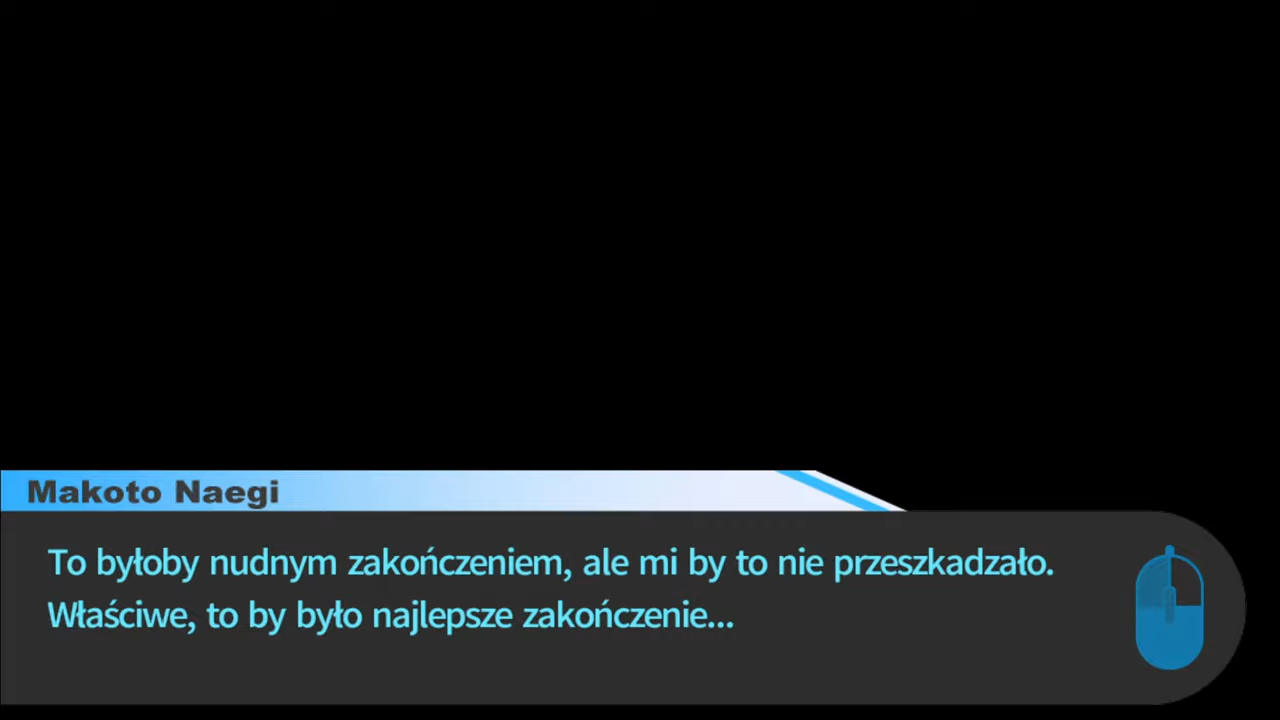 Makoto Naegi
To byłoby nudnym zakończeniem, ale mi by to nie przeszkadzało.
Właściwe, to by było najlepsze zakończenie...